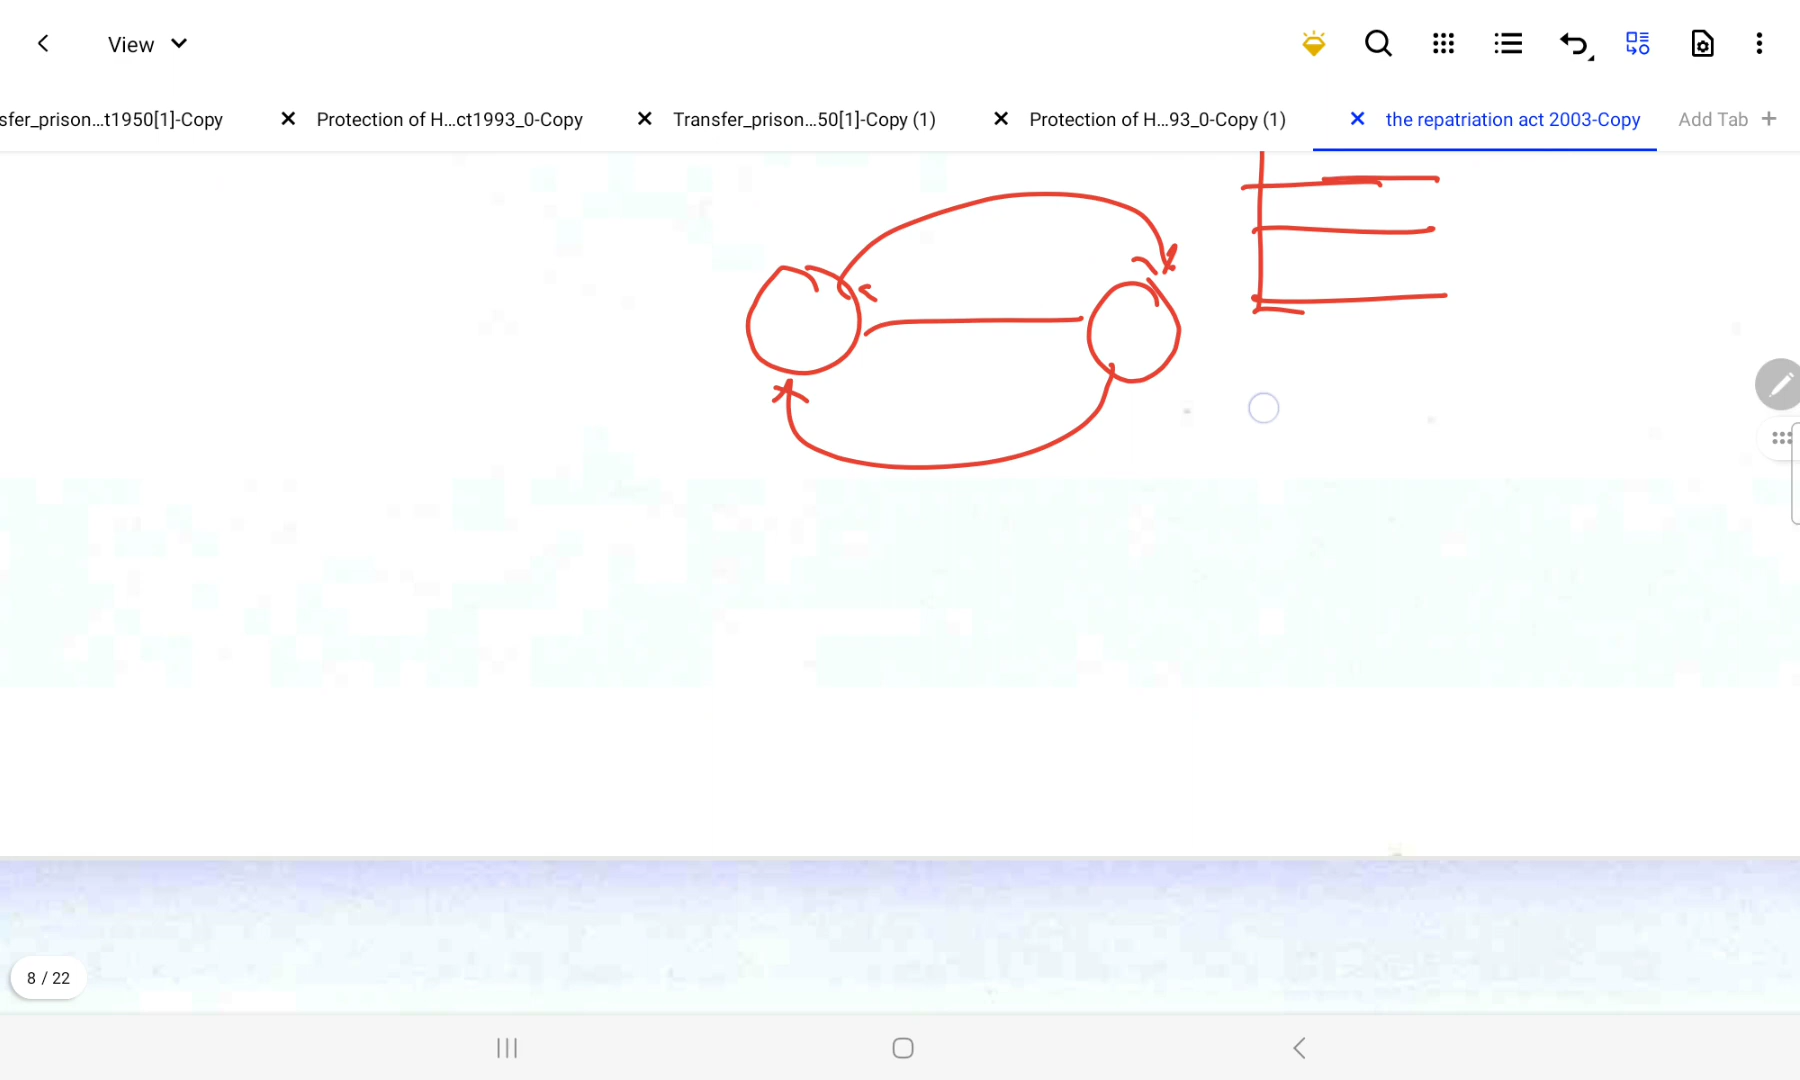 View
sfer_prison...t1950[1]-Copy
Protection of H...ct1993_0-Copy
Transfer_prison...50[1]-Copy (1)
Protection of H...93_0-Copy (1)
the repatriation act 2003-Copy
Add Tab +
8 / 22